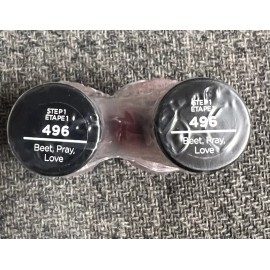 STEP 1
ÉTAPE 1
496
Beet, Pray,
Love
STEP 1
ÉTAPE 1
496
Beet, Pray,
Love